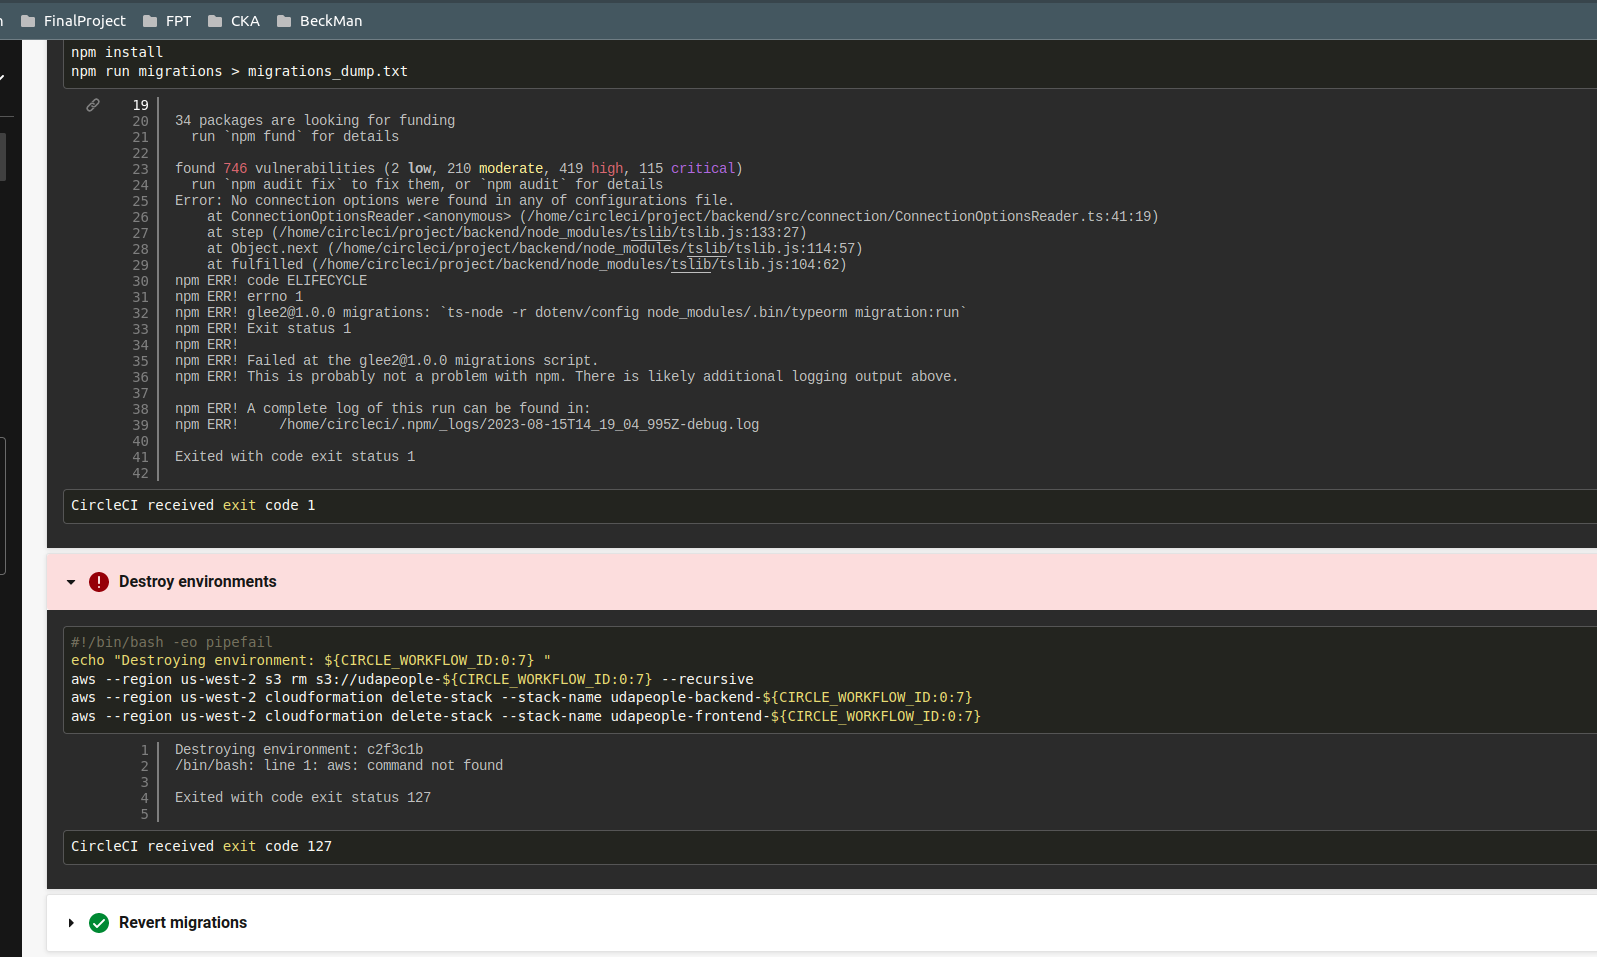 FinalProject FPT CKA BeckMan
npm install
npm run migrations > migrations_dump.txt
19
20 34 packages are looking for funding
21 run `npm fund` for details
22
23 found 746 vulnerabilities (2 low, 210 moderate, 419 high, 115 critical)
24 run `npm audit fix` to fix them, or `npm audit` for details
25 Error: No connection options were found in any of configurations file.
26 at ConnectionOptionsReader.<anonymous> (/home/circleci/project/backend/src/connection/ConnectionOptionsReader.ts:41:19)
27 at step (/home/circleci/project/backend/node_modules/tslib/tslib.js:133:27)
28 at Object.next (/home/circleci/project/backend/node_modules/tslib/tslib.js:114:57)
29 at fulfilled (/home/circleci/project/backend/node_modules/tslib/tslib.js:104:62)
30 npm ERR! code ELIFECYCLE
31 npm ERR! errno 1
32 npm ERR! glee2@1.0.0 migrations: `ts-node -r dotenv/config node_modules/.bin/typeorm migration:run`
33 npm ERR! Exit status 1
34 npm ERR!
35 npm ERR! Failed at the glee2@1.0.0 migrations script.
36 npm ERR! This is probably not a problem with npm. There is likely additional logging output above.
37
38 npm ERR! A complete log of this run can be found in:
39 npm ERR! /home/circleci/.npm/_logs/2023-08-15T14_19_04_995Z-debug.log
40
41 Exited with code exit status 1
42
CircleCI received exit code 1
Destroy environments
#!/bin/bash -eo pipefail
echo "Destroying environment: ${CIRCLE_WORKFLOW_ID:0:7} "
aws --region us-west-2 s3 rm s3://udapeople-${CIRCLE_WORKFLOW_ID:0:7} --recursive
aws --region us-west-2 cloudformation delete-stack --stack-name udapeople-backend-${CIRCLE_WORKFLOW_ID:0:7}
aws --region us-west-2 cloudformation delete-stack --stack-name udapeople-frontend-${CIRCLE_WORKFLOW_ID:0:7}
1 Destroying environment: c2f3c1b
2 /bin/bash: line 1: aws: command not found
3
4 Exited with code exit status 127
5
CircleCI received exit code 127
Revert migrations